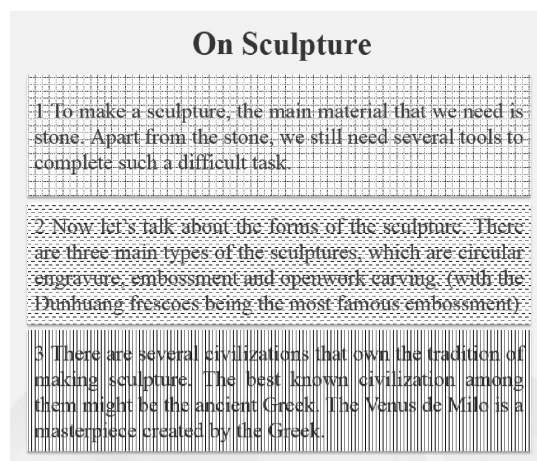 On Sculpture
1 To make a sculpture, the main material that we need is
stone. Apart from the stone, we still need several tools to
complete such a difficult task.
2 Now let's talk about the forms of the sculpture. There
are three main types of the sculptures, which are circular
engravure, embossment and openwork carving. (with the
Dunhuang frescoes being the most famous embossment)
3 There are several civilizations that own the tradition of
making sculpture. The best known civilization among
them might be the ancient Greek. The Venus de Milo is a
masterpiece created by the Greek.